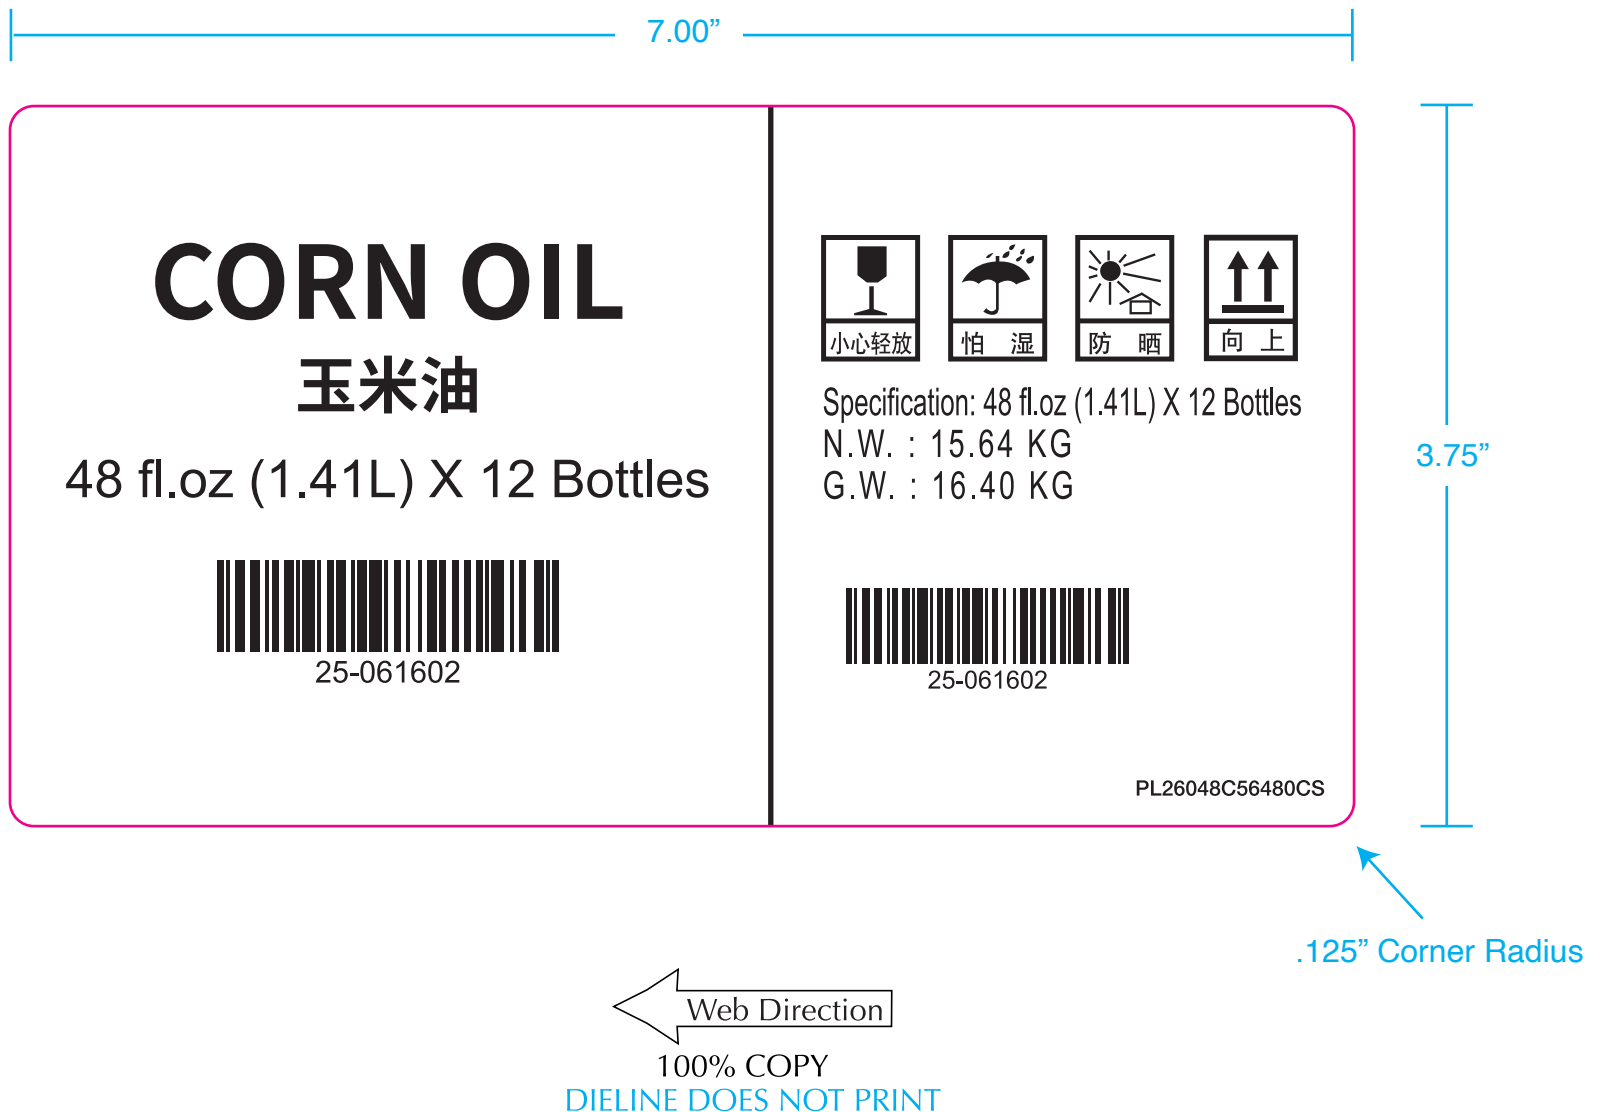 7.00”
CORN OIL
玉米油
48 fl.oz (1.41L) X 12 Bottles
25-061602
小心轻放
怕 湿
防 晒
向 上
Specification: 48 fl.oz (1.41L) X 12 Bottles
N.W. : 15.64 KG
G.W. : 16.40 KG
25-061602
PL26048C56480CS
3.75”
.125” Corner Radius
Web Direction
100% COPY
DIELINE DOES NOT PRINT